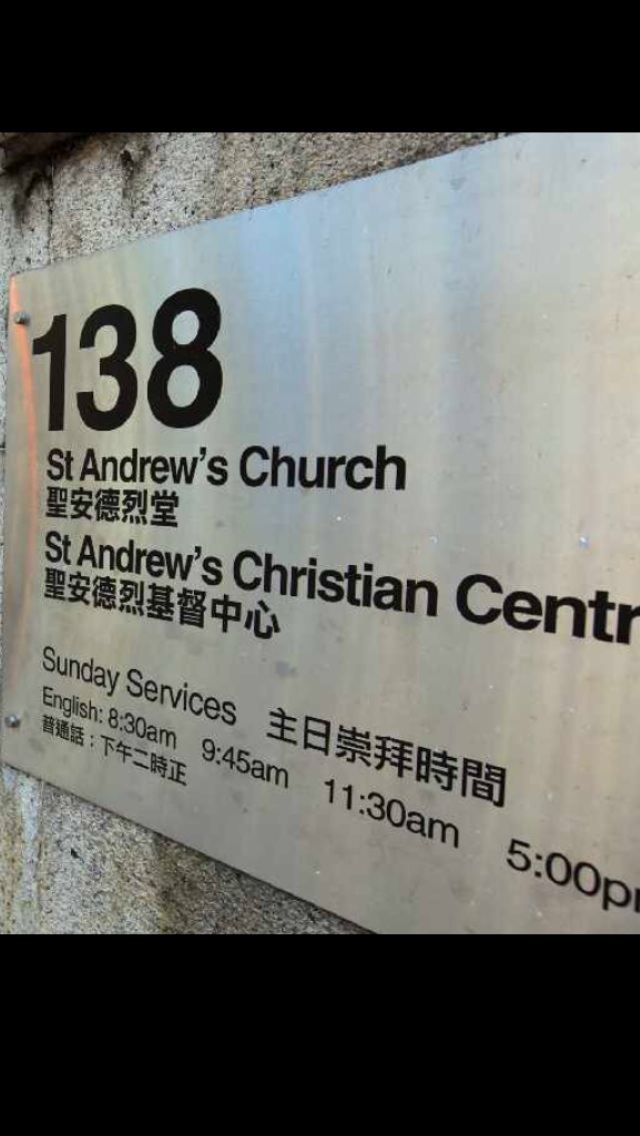 138
St Andrew's Church
聖安德烈堂
St Andrew's Christian Centr
聖安德烈基督中心
Sunday Services 主日崇拜時間
English: 8:30am 9:45am 11:30am 5:00p
普通話：下午二時正